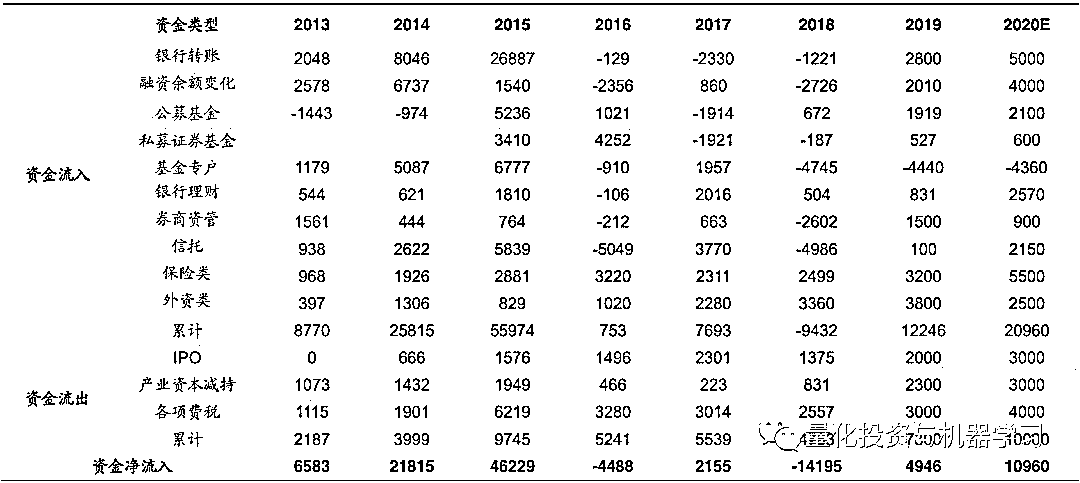 资金类型 2013 2014 2015 2016 2017 2018 2019 2020E
银行转账 2048 8046 26887 -129 -2330 -1221 2800 5000
融资余额变化 2578 6737 1540 -2356 860 -2726 2010 4000
公募基金 -1443 -974 5236 1021 -1914 672 1919 2100
私募证券基金 3410 4252 -1921 -187 527 600
资金流入 基金专户 1179 5087 6777 -910 1957 -4745 -4440 -4360
银行理财 544 621 1810 -106 2016 504 831 2570
券商资管 1561 444 764 -212 663 -2602 1500 900
信托 938 2622 5839 -5049 3770 -4986 100 2150
保险类 968 1926 2881 3220 2311 2499 3200 5500
外资类 397 1306 829 1020 2280 3360 3800 2500
累计 8770 25815 55974 753 7693 -9432 12246 20960
IPO 0 666 1576 1496 2301 1375 2000 3000
产业资本减持 1073 1432 1949 466 223 831 2300 3000
资金流出 各项费税 1115 1901 6219 3280 3014 2557 3000 4000
累计 2187 3999 9745 5241 5539 7300 10000
量化投资与机器学习
资金净流入 6583 21815 46229 -4488 2155 -14195 4946 10960